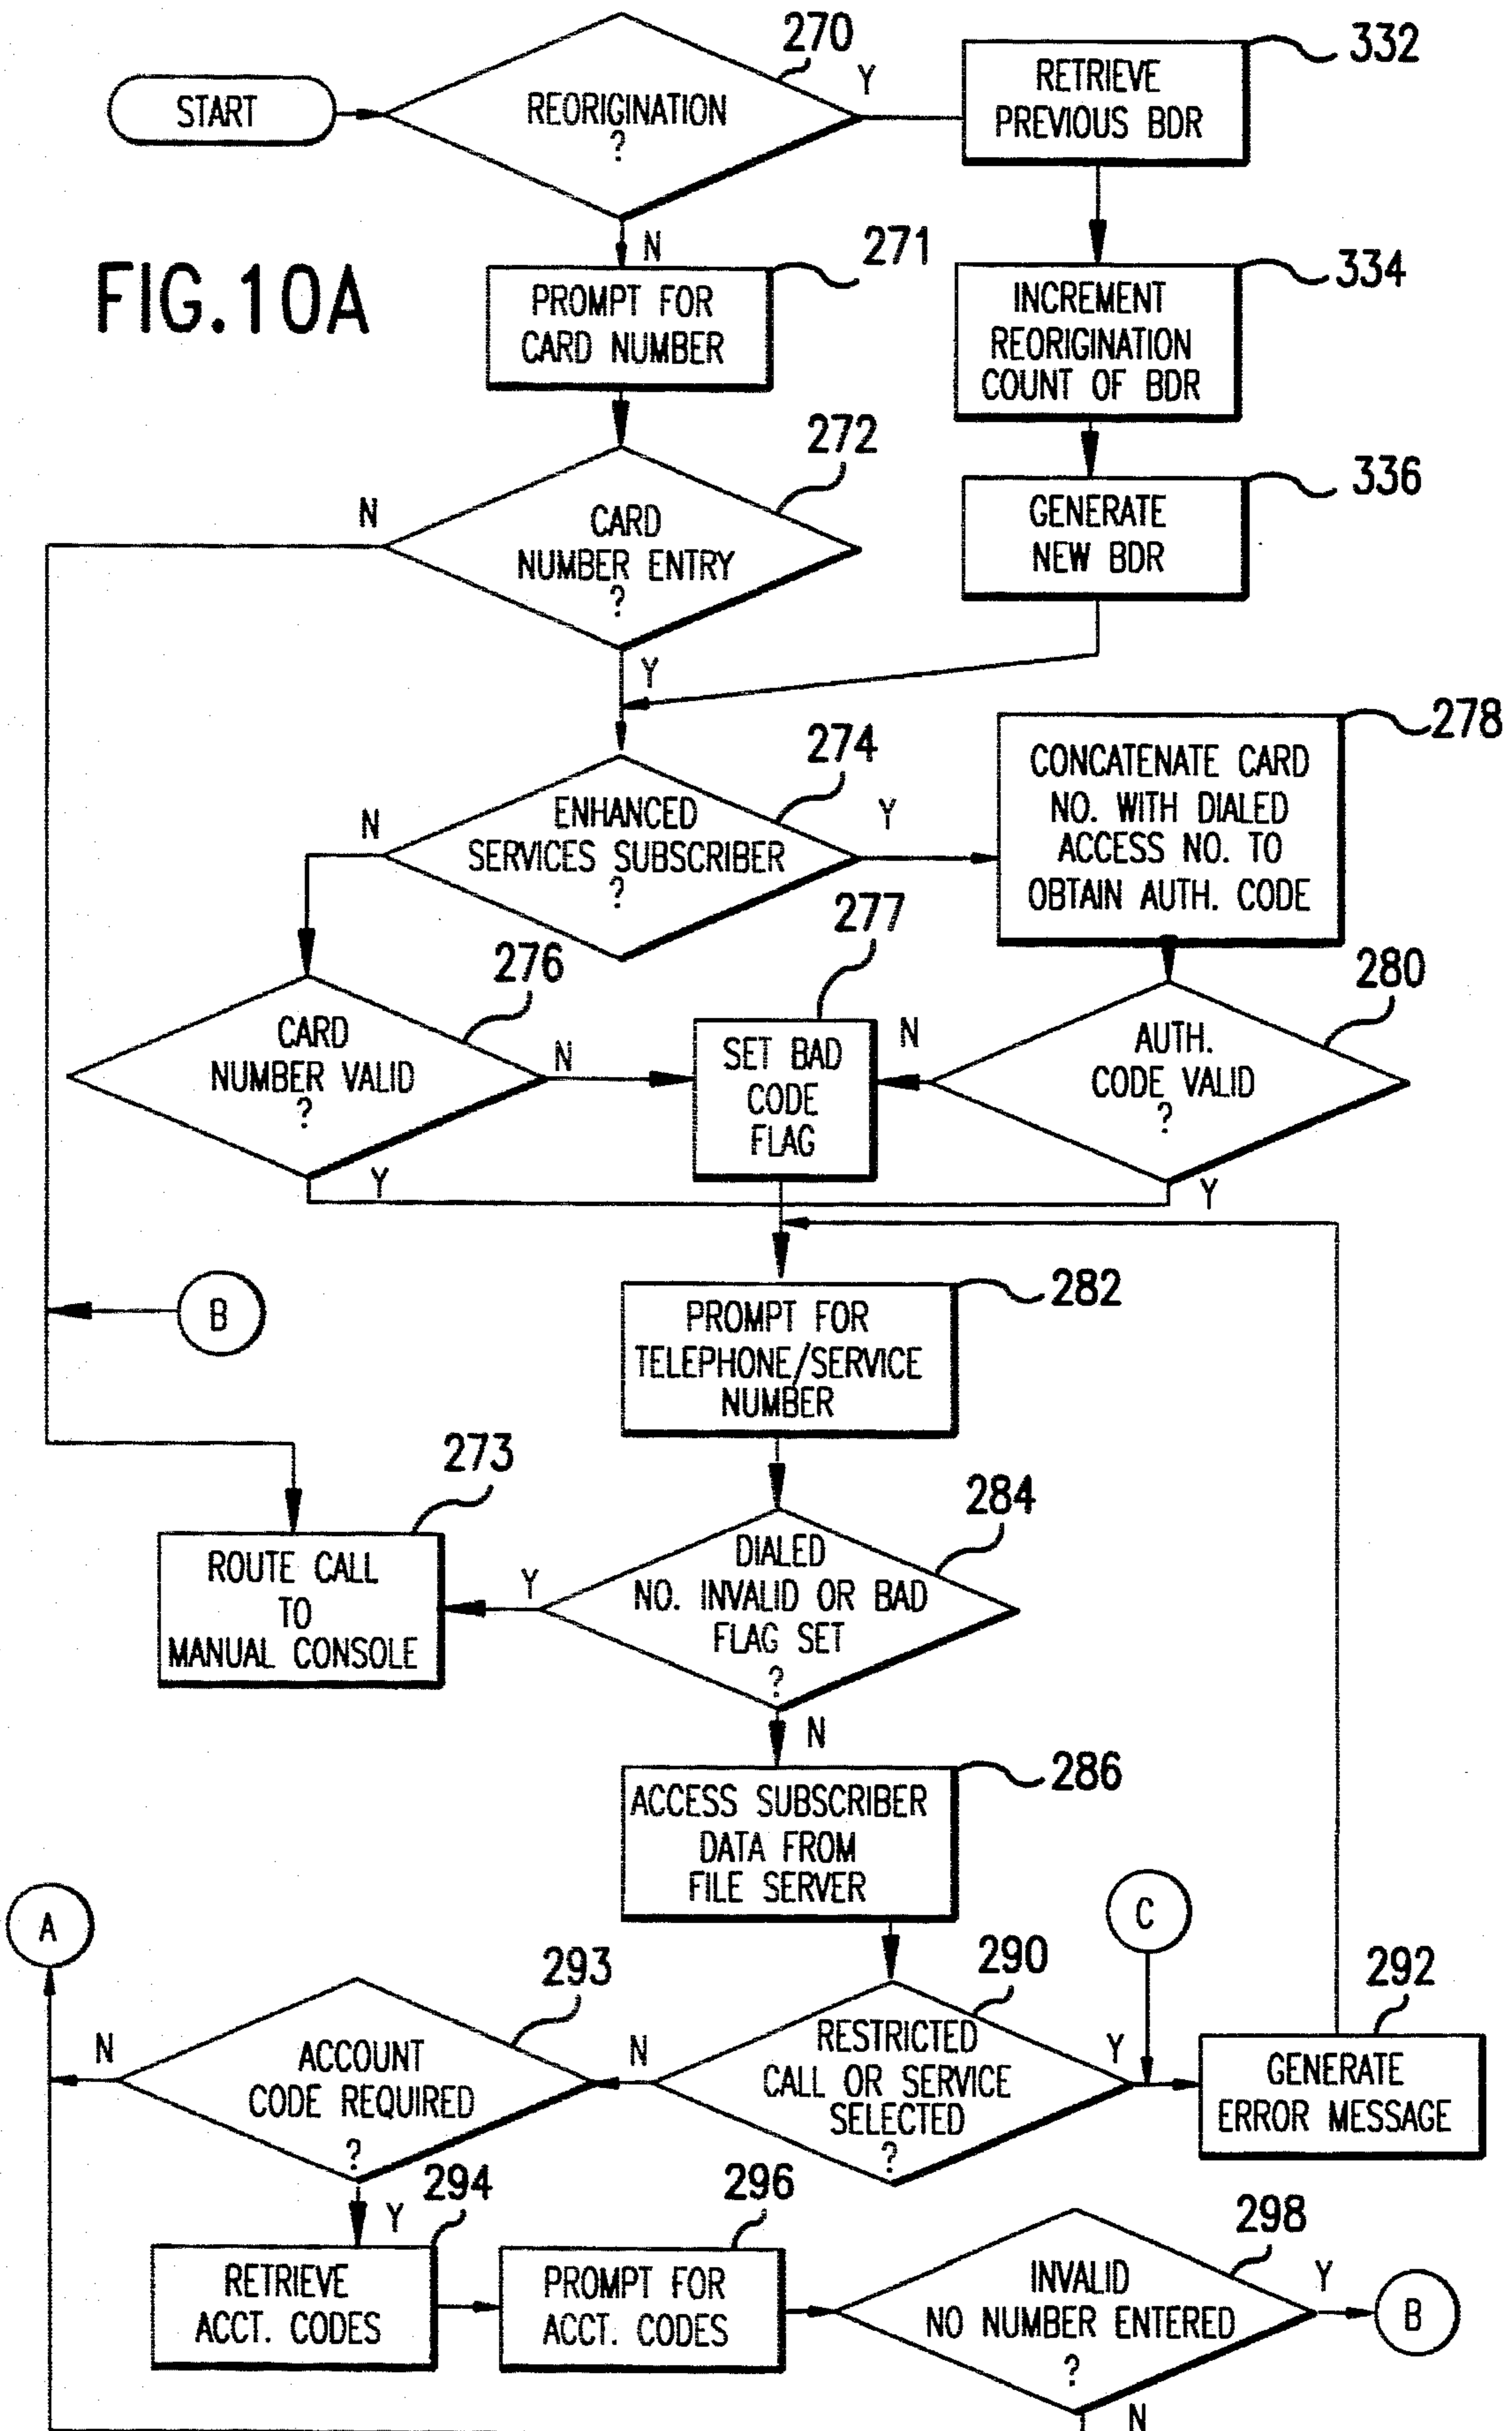 270
Y
332
START
REORIGINATION
?
RETRIEVE
PREVIOUS BDR
FIG.10A
N
271
PROMPT FOR
CARD NUMBER
334
INCREMENT
REORIGINATION
COUNT OF BDR
272
N
CARD
NUMBER ENTRY
?
Y
336
GENERATE
NEW BDR
274
N
ENHANCED
SERVICES SUBSCRIBER
?
Y
278
CONCATENATE CARD
NO. WITH DIALED
ACCESS NO. TO
OBTAIN AUTH. CODE
276
CARD
NUMBER VALID
?
N
Y
277
SET BAD
CODE
FLAG
280
N
AUTH.
CODE VALID
?
Y
B
282
PROMPT FOR
TELEPHONE/SERVICE
NUMBER
273
ROUTE CALL
TO
MANUAL CONSOLE
284
Y
DIALED
NO. INVALID OR BAD
FLAG SET
?
N
286
ACCESS SUBSCRIBER
DATA FROM
FILE SERVER
A
C
293
N
ACCOUNT
CODE REQUIRED
?
Y
290
N
RESTRICTED
CALL OR SERVICE
SELECTED
?
Y
292
GENERATE
ERROR MESSAGE
294
RETRIEVE
ACCT. CODES
296
PROMPT FOR
ACCT. CODES
298
INVALID
NO NUMBER ENTERED
?
Y
B
N